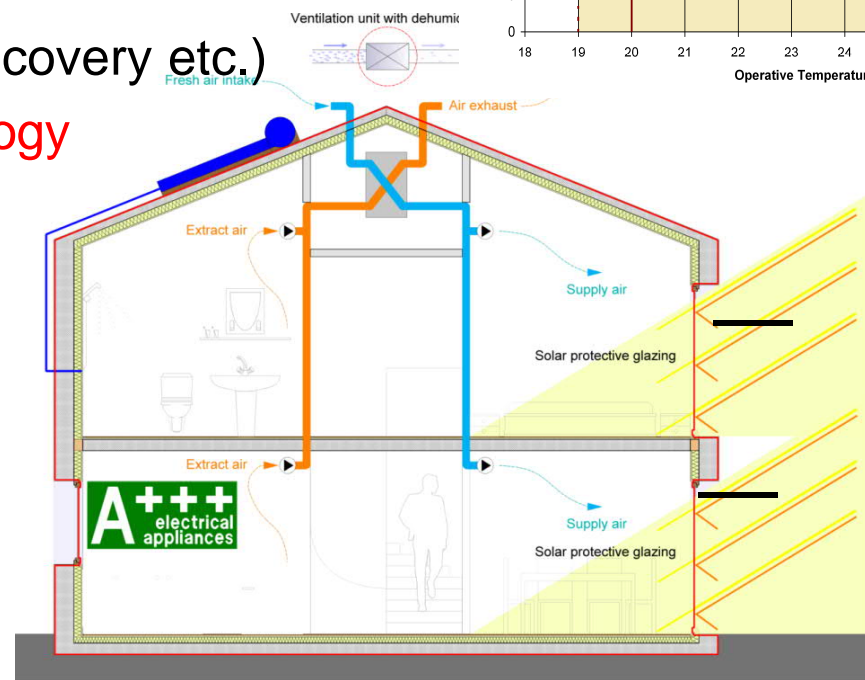 Ventilation unit with dehumic
0
18 19 20 21 22 23 24
Operative Temperatur
covery etc.)
Fresh air intake
Air exhaust
ogy
Extract air
Supply air
Solar protective glazing
Extract air
A+++
electrical
appliances
Supply air
Solar protective glazing